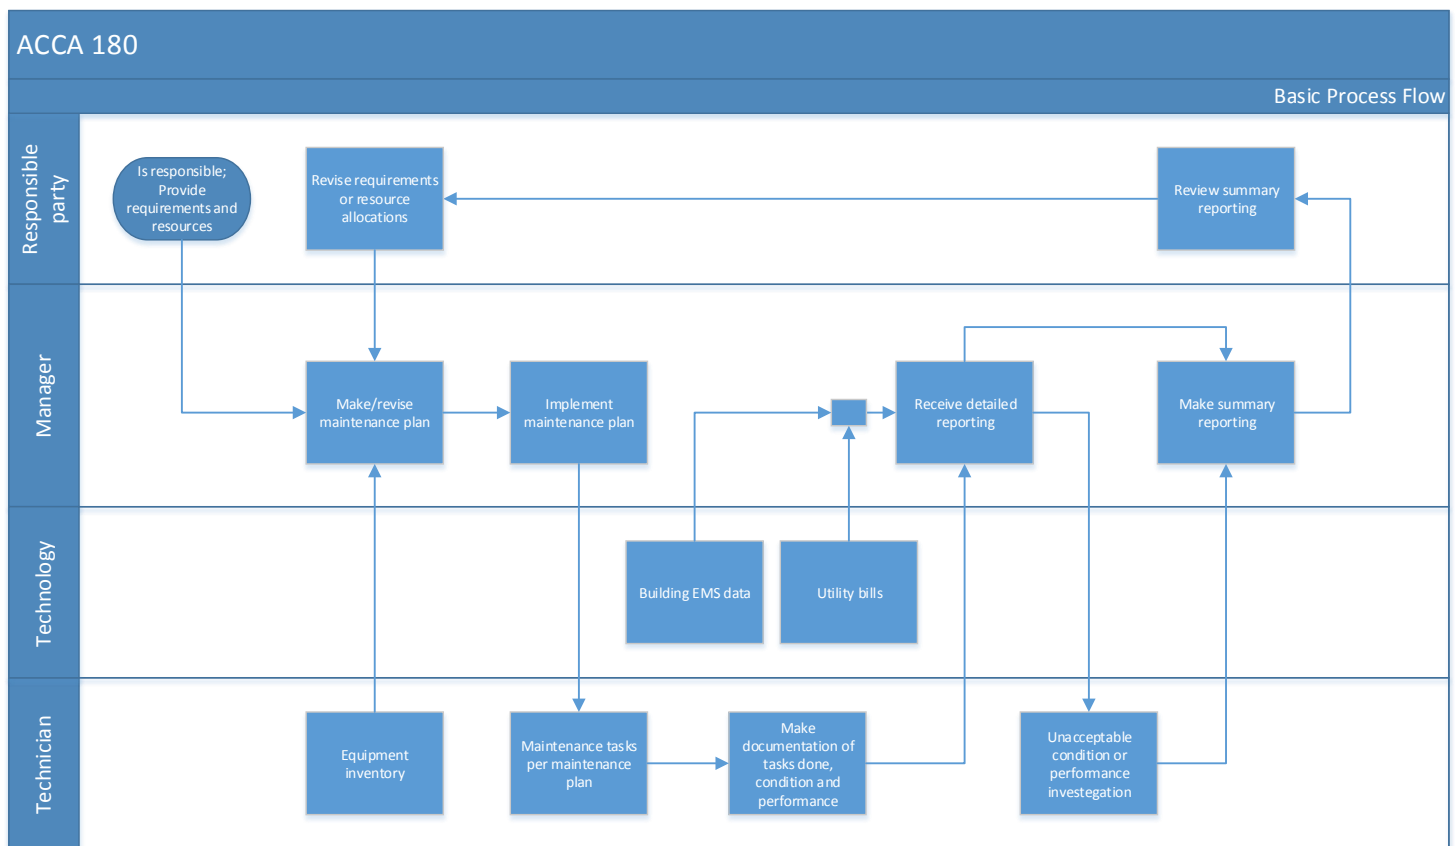 ACCA 180
Basic Process Flow
Responsible
party
Is responsible;
Provide
requirements and
resources
Revise requirements
or resource
allocations
Review summary
reporting
Manager
Make/revise
maintenance plan
Implement
maintenance plan
Receive detailed
reporting
Make summary
reporting
Technology
Building EMS data
Utility bills
Technician
Equipment
inventory
Maintenance tasks
per maintenance
plan
Make
documentation of
tasks done,
condition and
performance
Unacceptable
condition or
performance
investegation